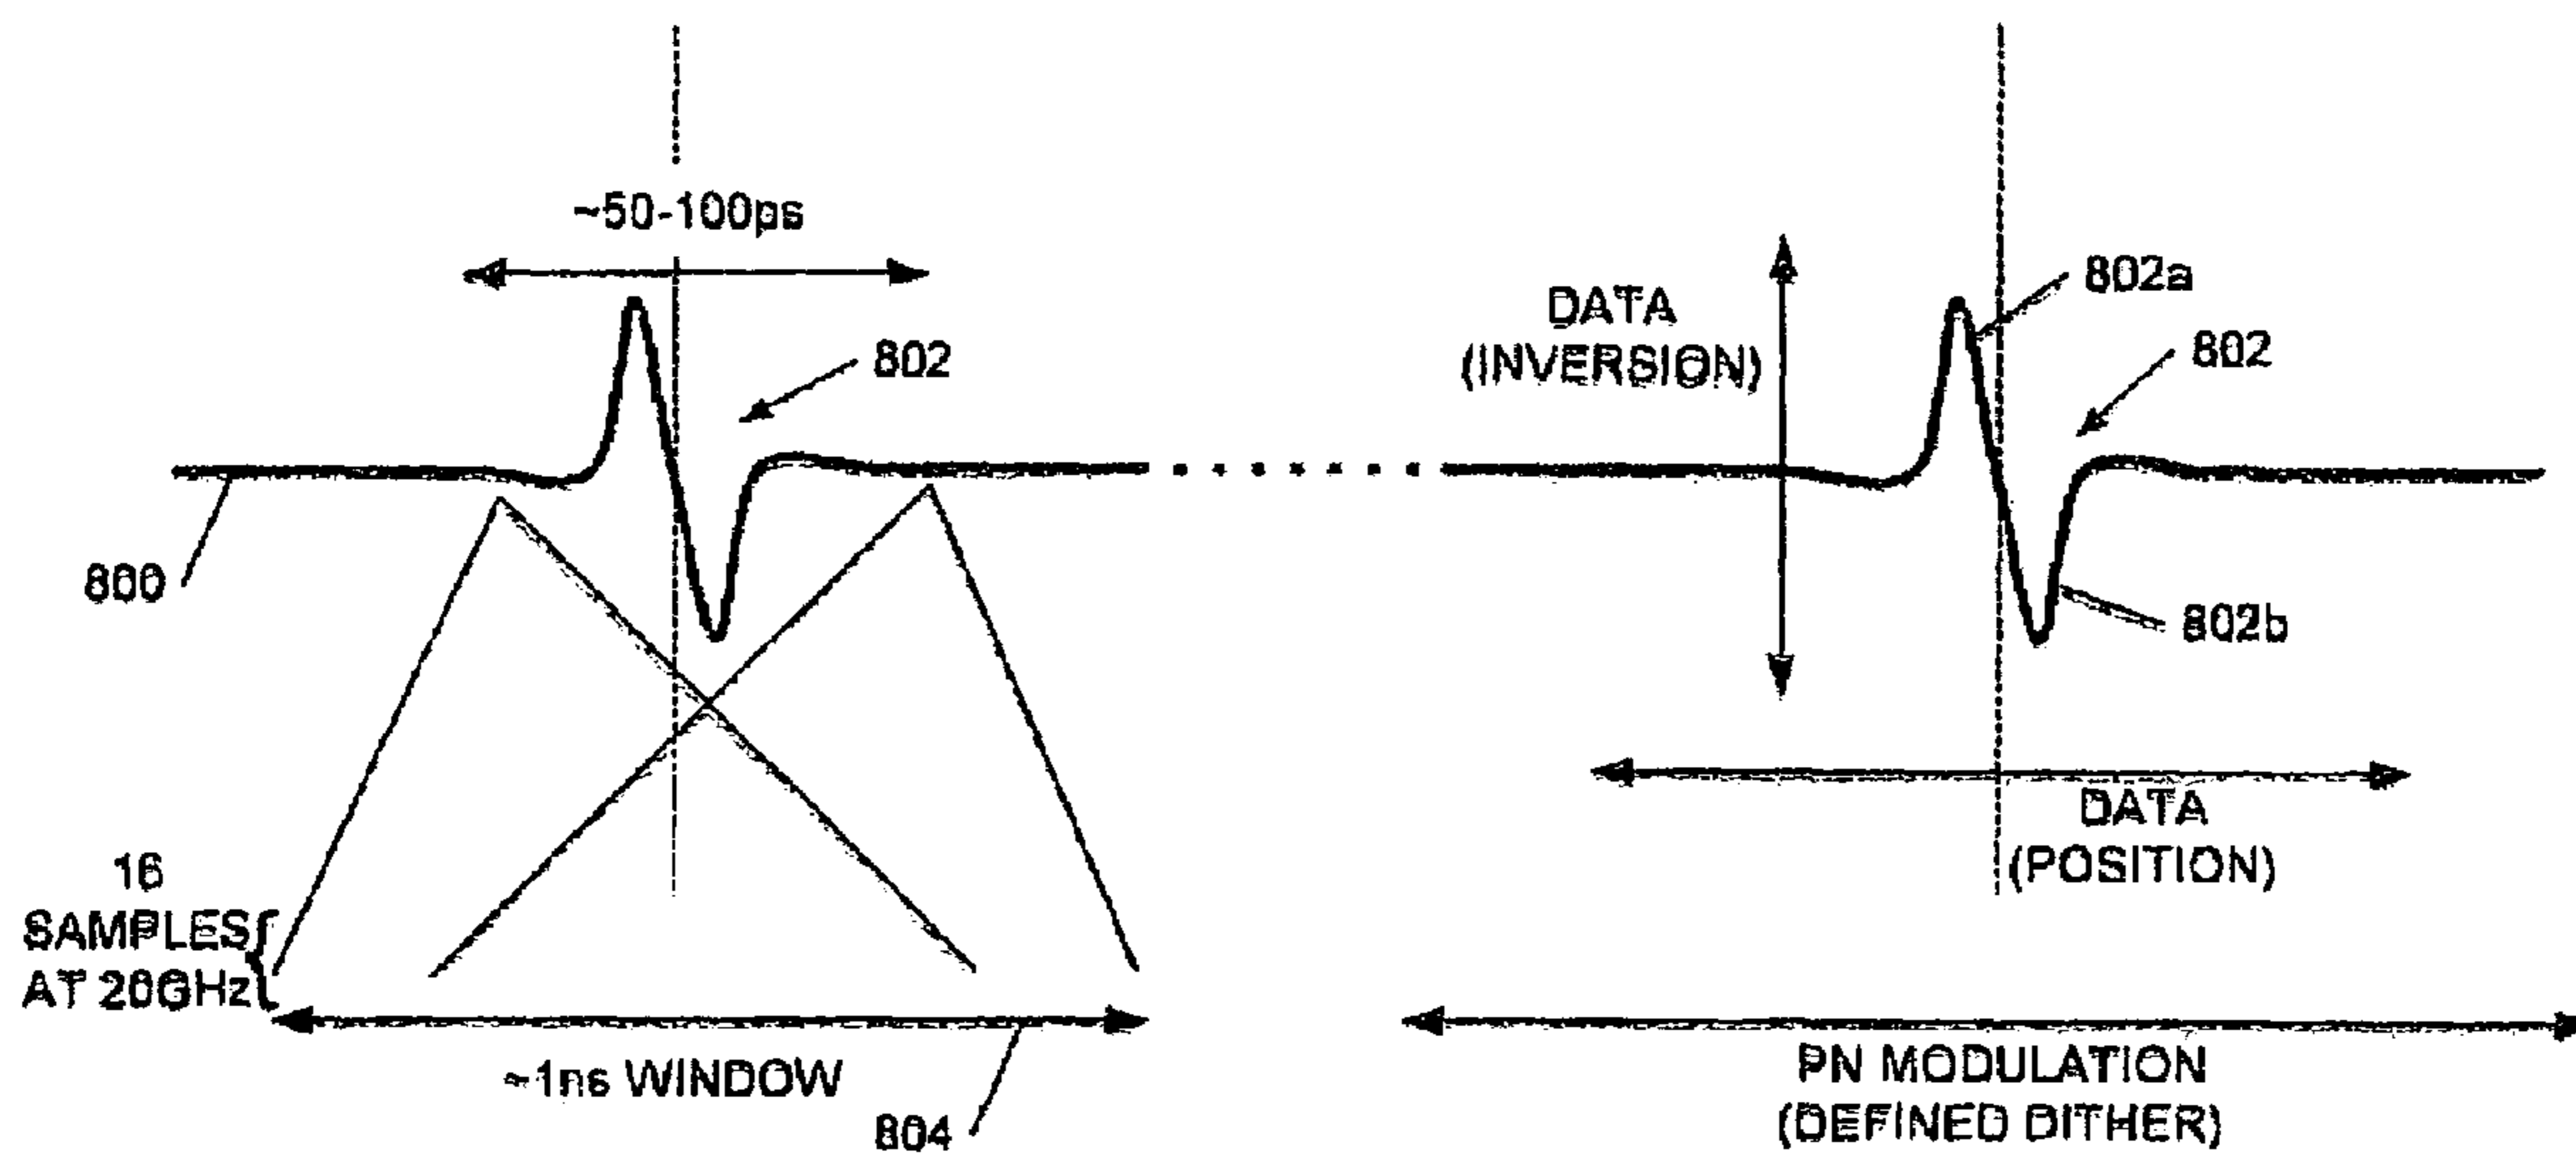 ~50-100ps
802
800
16
SAMPLES
AT 20GHz
~1ns WINDOW
804
DATA
(INVERSION)
802a
802
802b
DATA
(POSITION)
PN MODULATION
(DEFINED DITHER)